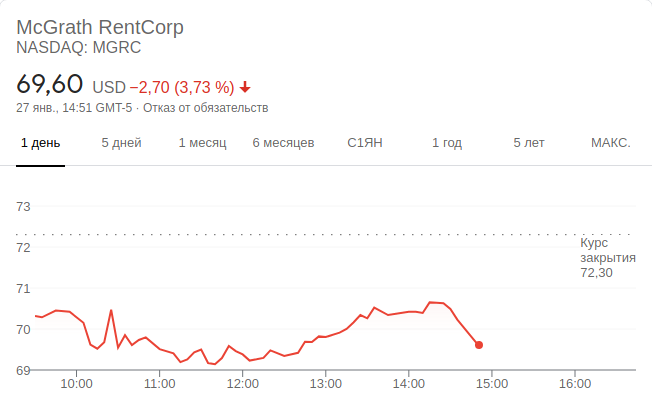 McGrath RentCorp
NASDAQ: MGRC
69,60 USD −2,70 (3,73 %)
27 янв., 14:51 GMT-5 · Отказ от обязательств
1 день 5 дней 1 месяц 6 месяцев С1ЯН 1 год 5 лет МАКС.
73
72
71
70
69
Курс
закрытия
72,30
10:00 11:00 12:00 13:00 14:00 15:00 16:00